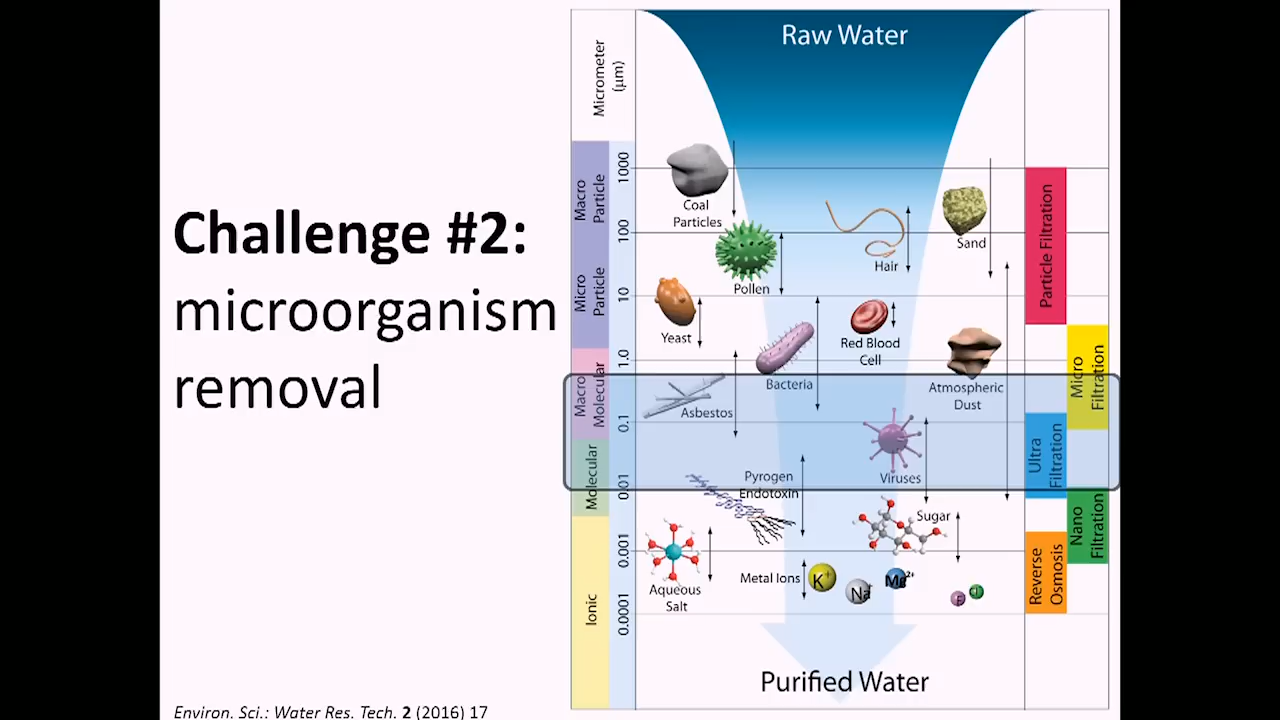 Challenge #2:
microorganism
removal
Environ. Sci.: Water Res. Tech. 2 (2016) 17
Raw Water
Micrometer
(μm)
Macro
Particle
Micro
Particle
Macro
Molecular
Molecular
Ionic
1000
100
10
1.0
0.1
0.01
0.001
0.0001
Coal
Particles
Pollen
Hair
Sand
Yeast
Red Blood
Cell
Bacteria
Atmospheric
Dust
Asbestos
Viruses
Pyrogen
Endotoxin
Sugar
Aqueous
Salt
Metal Ions
K+
Na+
Mg2+
F
Particle Filtration
Micro
Filtration
Ultra
Filtration
Nano
Filtration
Reverse
Osmosis
Purified Water